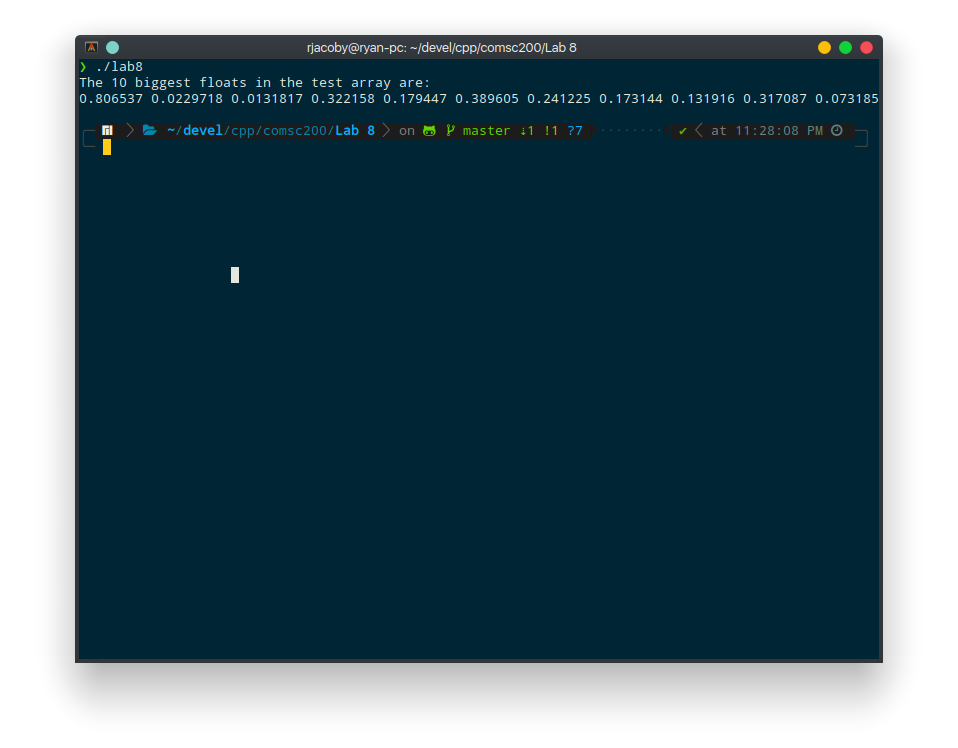 rjacoby@ryan-pc: ~/devel/cpp/comsc200/Lab 8
❯ ./lab8
The 10 biggest floats in the test array are:
0.806537 0.0229718 0.0131817 0.322158 0.179447 0.389605 0.241225 0.173144 0.131916 0.317087 0.073185
~/devel/cpp/comsc200/Lab 8 on master ⇣1 !1 ?7 ✔ at 11:28:08 PM